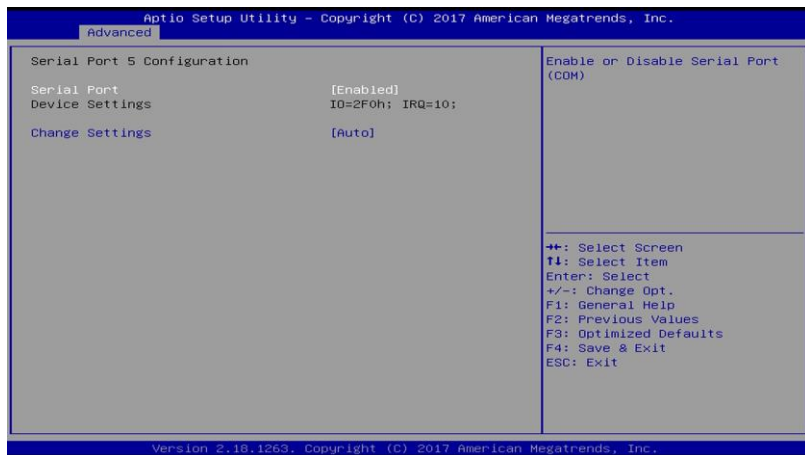 Aptio Setup Utility – Copyright (C) 2017 American Megatrends, Inc.
Advanced
Serial Port 5 Configuration
Serial Port [Enabled]
Device Settings IO=2F0h; IRQ=10;
Change Settings [Auto]
Enable or Disable Serial Port
(COM)
→←: Select Screen
↑↓: Select Item
Enter: Select
+/-: Change Opt.
F1: General Help
F2: Previous Values
F3: Optimized Defaults
F4: Save & Exit
ESC: Exit
Version 2.18.1263. Copyright (C) 2017 American Megatrends, Inc.